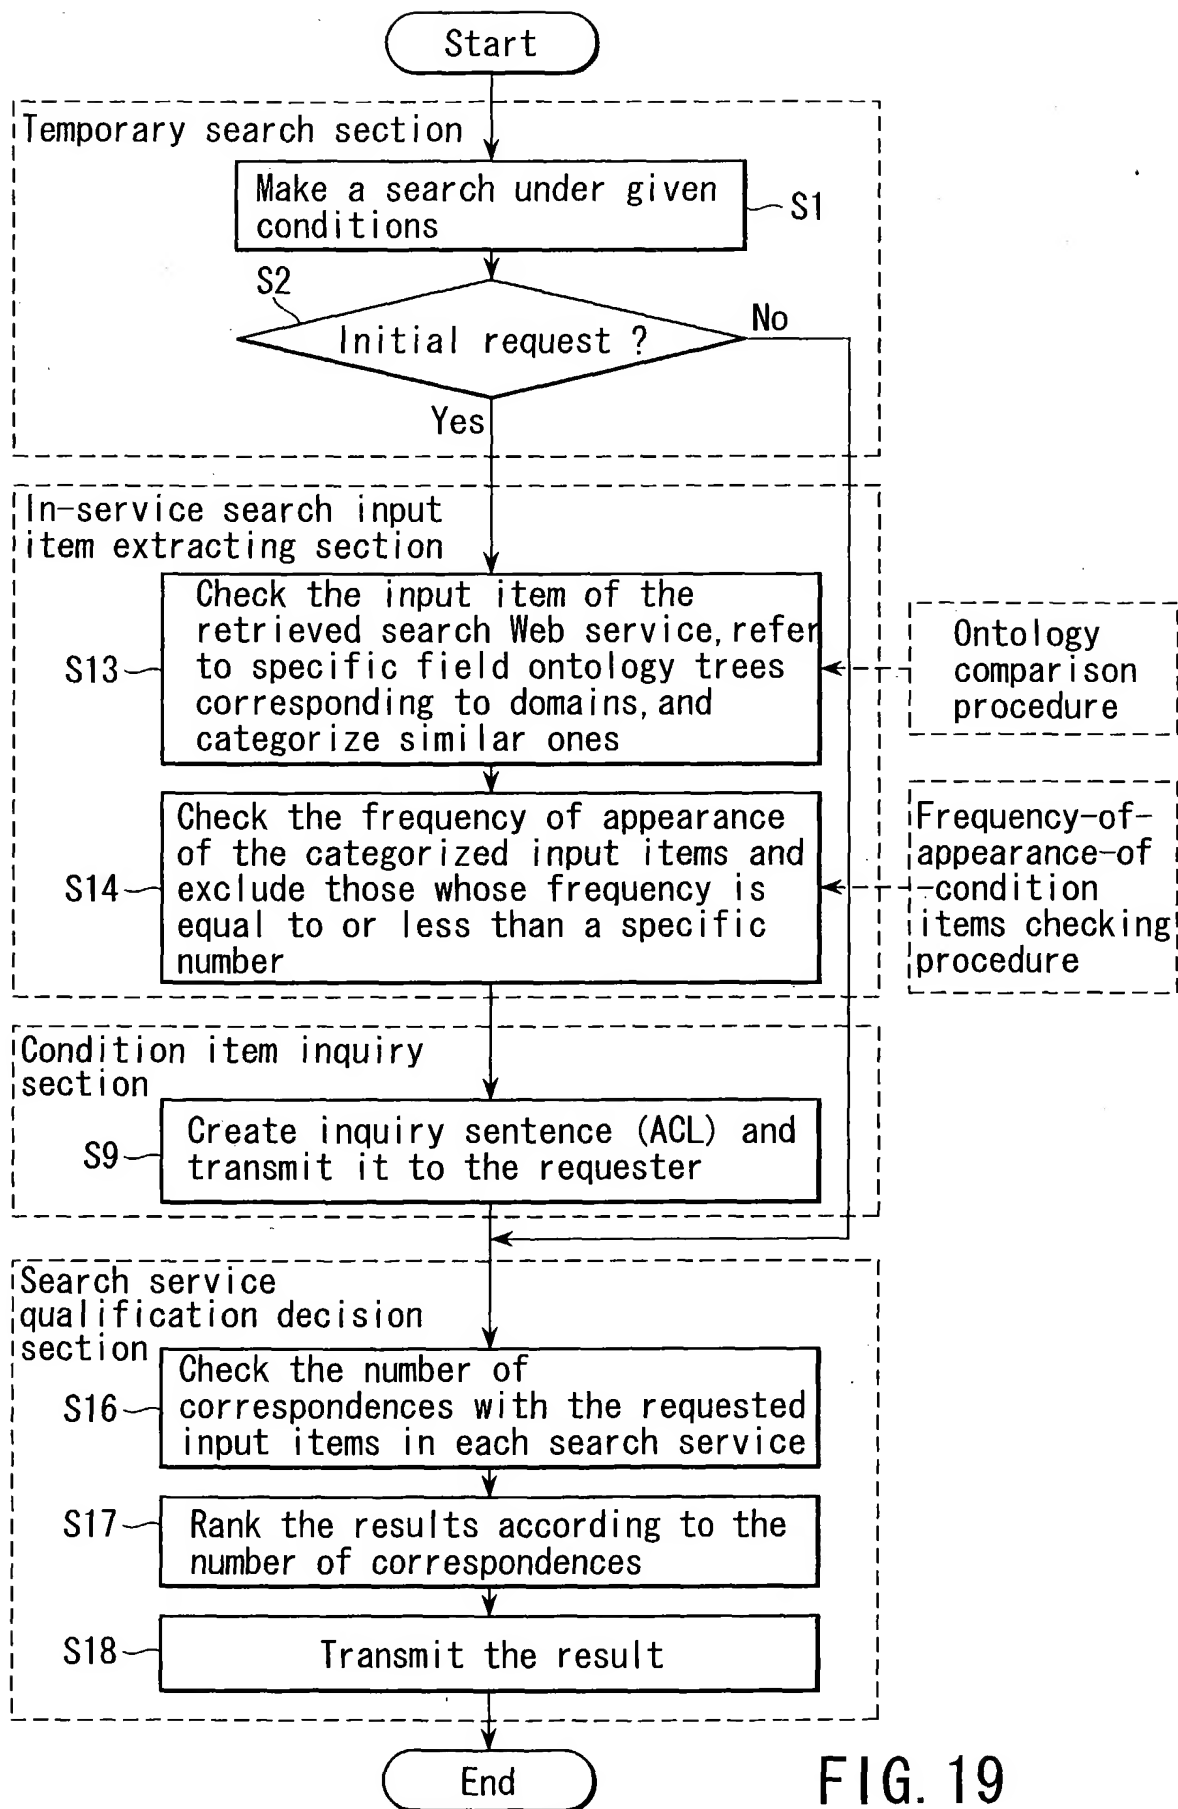 Start
Temporary search section
Make a search under given
conditions
S1
S2
Initial request ?
No
Yes
In-service search input
item extracting section
Check the input item of the
retrieved search Web service, refer
to specific field ontology trees
corresponding to domains, and
categorize similar ones
S13
Ontology
comparison
procedure
Check the frequency of appearance
of the categorized input items and
exclude those whose frequency is
equal to or less than a specific
number
S14
Frequency-of-
appearance-of
-condition
items checking
procedure
Condition item inquiry
section
Create inquiry sentence (ACL) and
transmit it to the requester
S9
Search service
qualification decision
section
Check the number of
correspondences with the requested
input items in each search service
S16
Rank the results according to the
number of correspondences
S17
Transmit the result
S18
End
FIG. 19